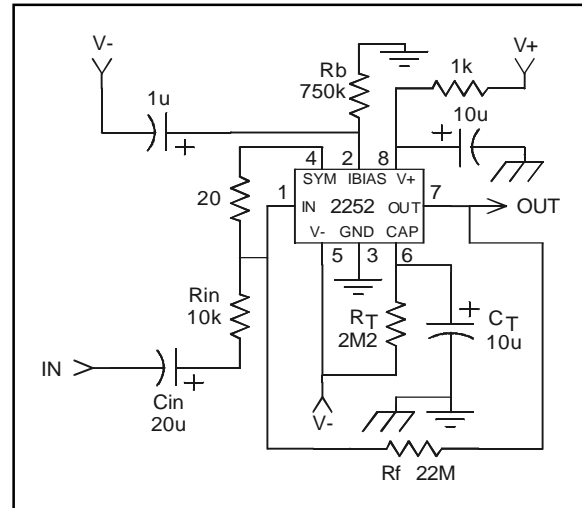 V-
V+
Rb
750k
1k
1u
10u
+
+
4
2
8
SYM
IBIAS
V+
20
1
IN
2252
OUT
7
OUT
V-
GND
CAP
5
3
6
Rin
10k
RT
2M2
+
CT
10u
IN
+
Cin
20u
V-
Rf 22M